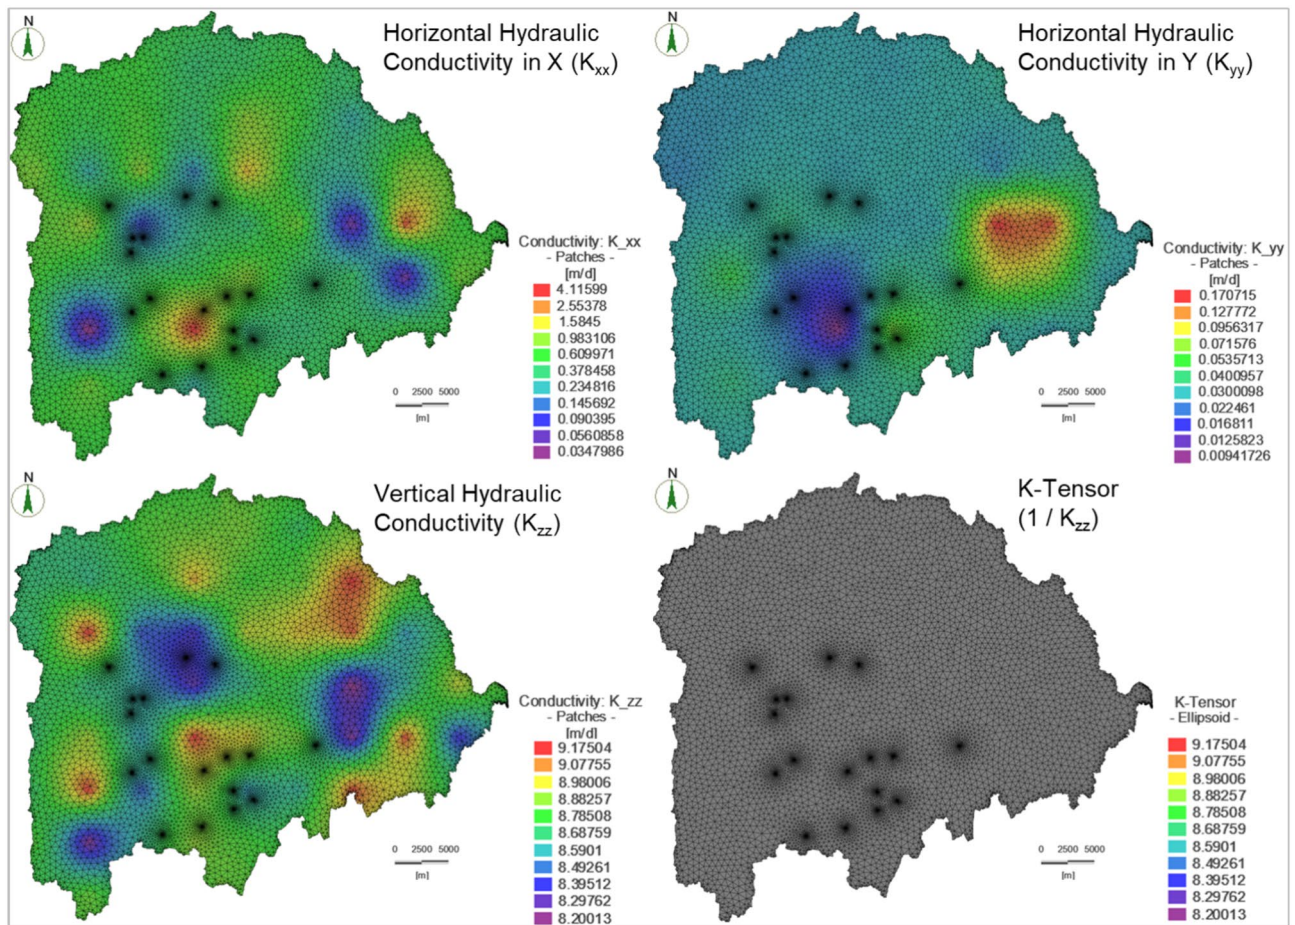 N
Horizontal Hydraulic
Conductivity in X (Kxx)
Conductivity: K_xx
- Patches -
[m/d]
4.11599
2.55378
1.5845
0.983106
0.609971
0.378458
0.234816
0.145692
0.090395
0.0560858
0.0347986
0 2500 5000
[m]
N
Horizontal Hydraulic
Conductivity in Y (Kyy)
Conductivity: K_yy
- Patches -
[m/d]
0.170715
0.127772
0.0956317
0.071576
0.0535713
0.0400957
0.0300098
0.022461
0.016811
0.0125823
0.00941726
0 2500 5000
[m]
N
Vertical Hydraulic
Conductivity (Kzz)
Conductivity: K_zz
- Patches -
[m/d]
9.17504
9.07755
8.98006
8.88257
8.78508
8.68759
8.5901
8.49261
8.39512
8.29762
8.20013
0 2500 5000
[m]
N
K-Tensor
(1 / Kzz)
K-Tensor
- Ellipsoid -
9.17504
9.07755
8.98006
8.88257
8.78508
8.68759
8.5901
8.49261
8.39512
8.29762
8.20013
0 2500 5000
[m]